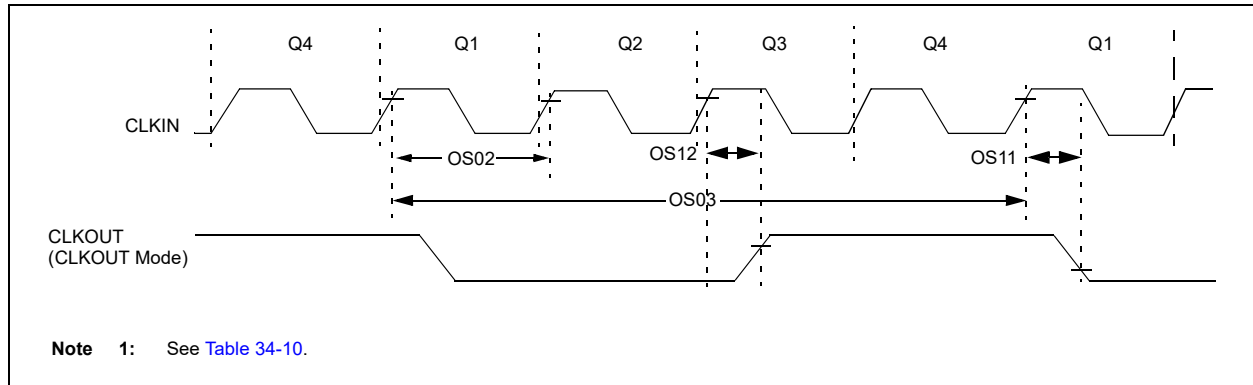 Q4 Q1 Q2 Q3 Q4 Q1
CLKIN
OS02 OS12 OS11
OS03
CLKOUT
(CLKOUT Mode)
Note 1: See Table 34-10.